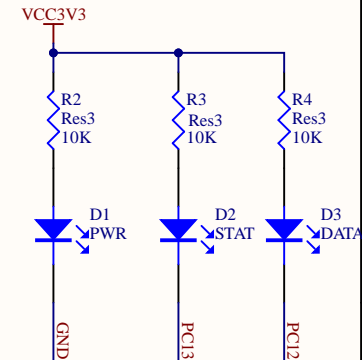 VCC3V3
R2
Res3
10K
R3
Res3
10K
R4
Res3
10K
D1
PWR
D2
STAT
D3
DATA
GND
PC13
PC12